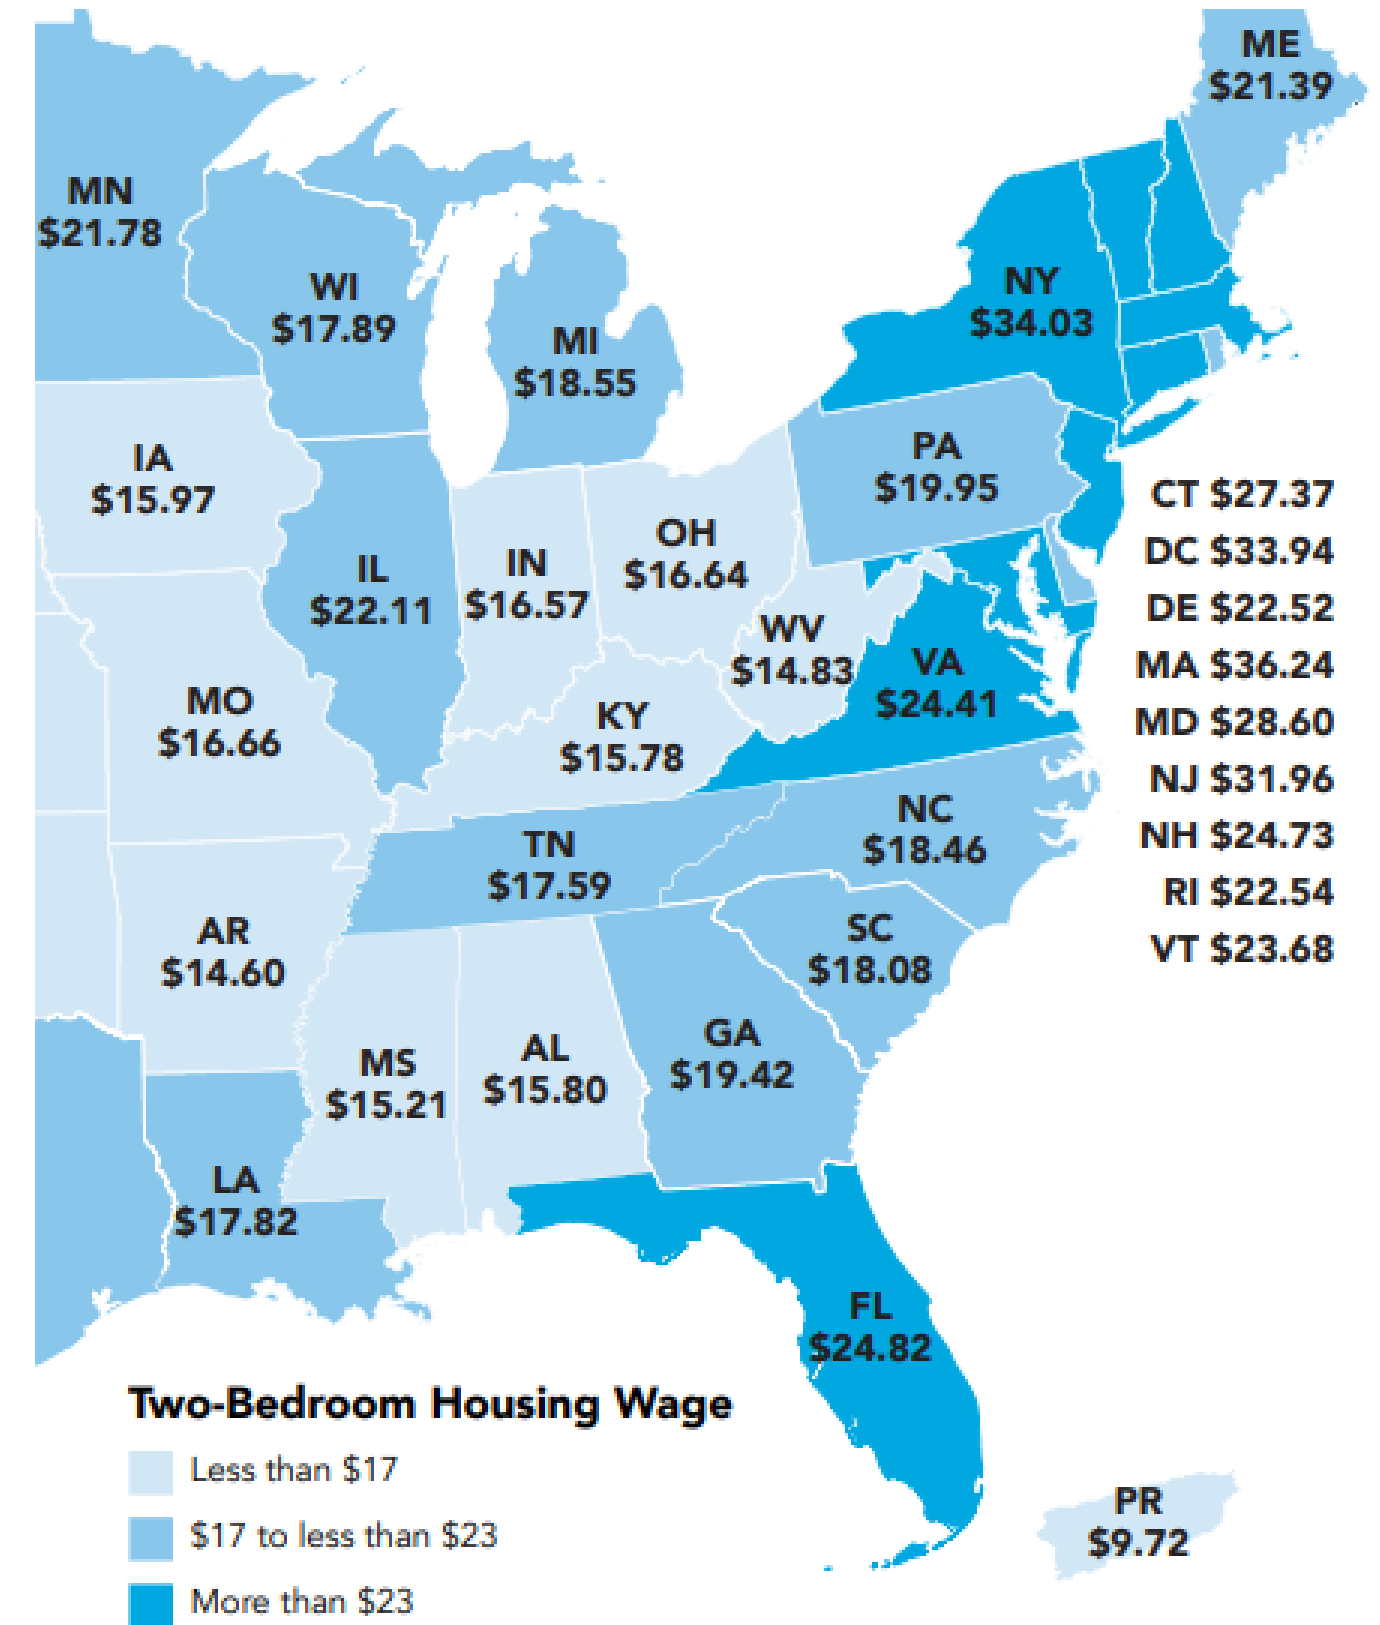 ME
$21.39
MN
$21.78
WI
$17.89
MI
$18.55
NY
$34.03
IA
$15.97
PA
$19.95
IL
$22.11
IN
$16.57
OH
$16.64
WV
$14.83
VA
$24.41
CT $27.37
DC $33.94
DE $22.52
MA $36.24
MD $28.60
NJ $31.96
NH $24.73
RI $22.54
VT $23.68
MO
$16.66
KY
$15.78
TN
$17.59
NC
$18.46
AR
$14.60
SC
$18.08
MS
$15.21
AL
$15.80
GA
$19.42
LA
$17.82
FL
$24.82
Two-Bedroom Housing Wage
Less than $17
$17 to less than $23
More than $23
PR
$9.72